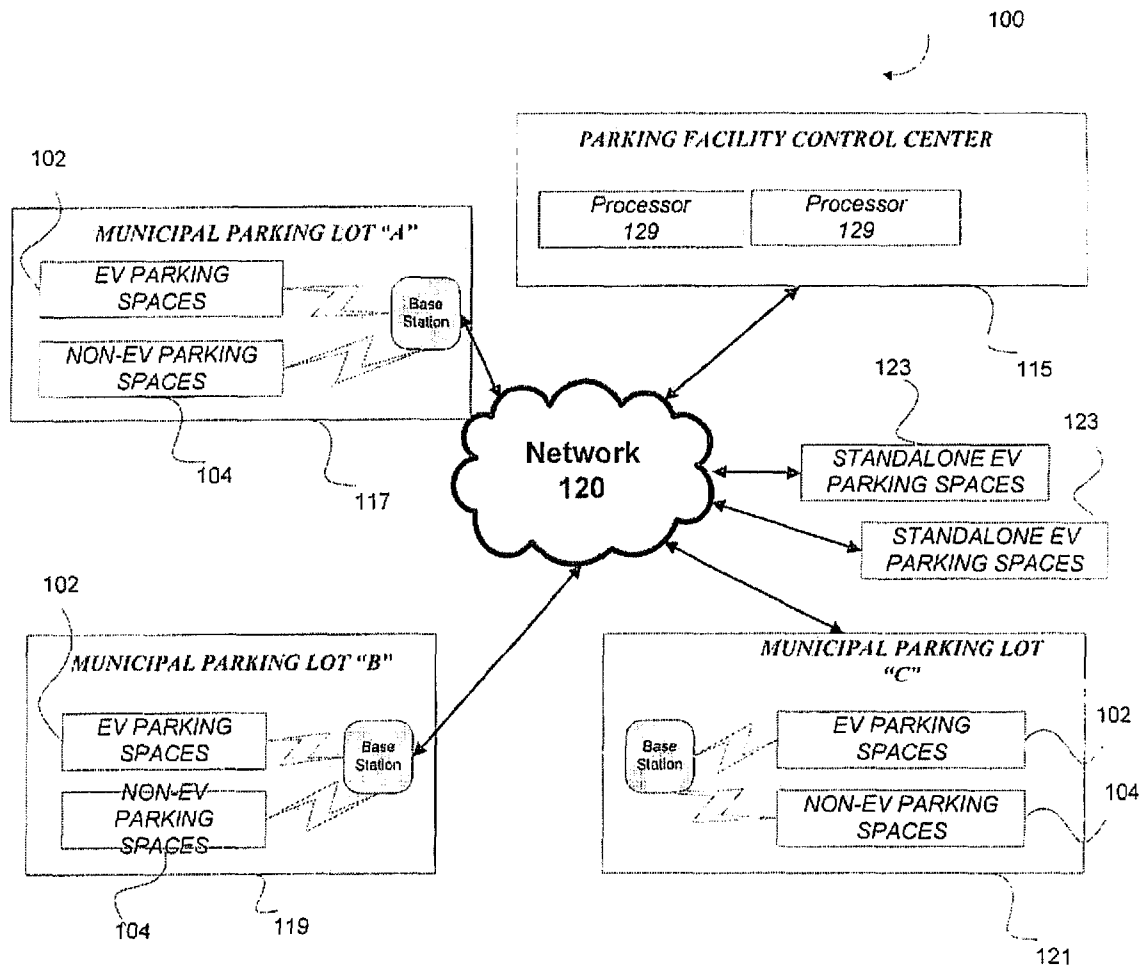 100
PARKING FACILITY CONTROL CENTER
Processor
129
Processor
129
115
102
MUNICIPAL PARKING LOT “A”
EV PARKING
SPACES
NON-EV PARKING
SPACES
Base
Station
104
117
Network
120
123
STANDALONE EV
PARKING SPACES
123
STANDALONE EV
PARKING SPACES
102
MUNICIPAL PARKING LOT “B”
EV PARKING
SPACES
NON-EV
PARKING
SPACES
Base
Station
104
119
MUNICIPAL PARKING LOT
“C”
Base
Station
EV PARKING
SPACES
NON-EV PARKING
SPACES
102
104
121